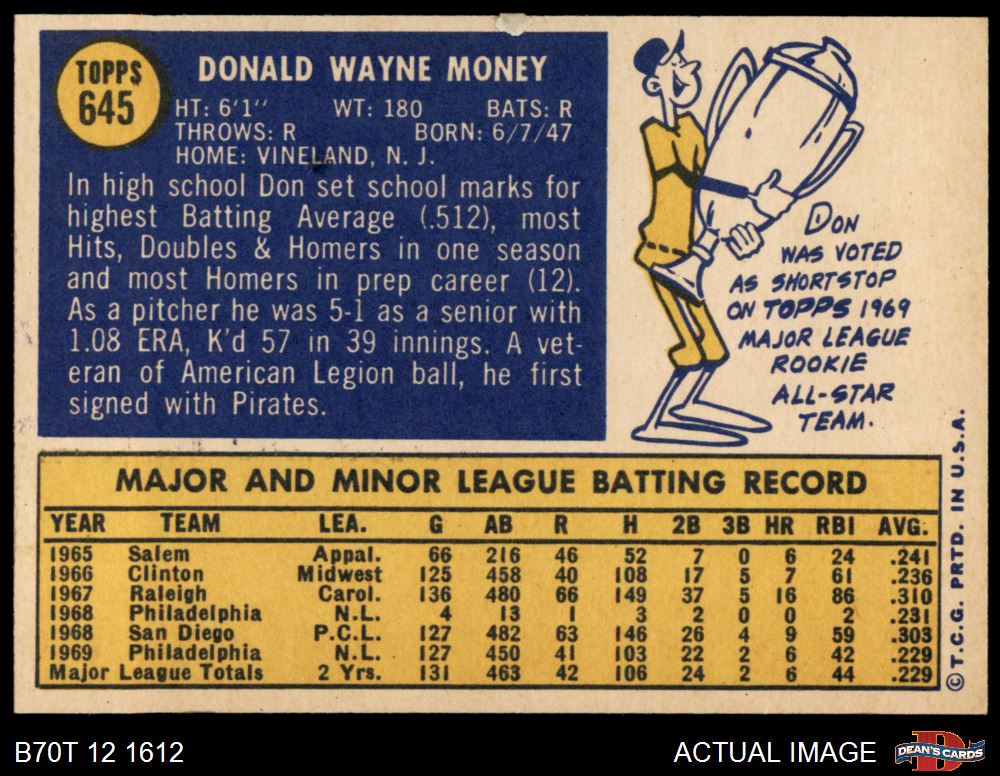 TOPPS
645
DONALD WAYNE MONEY
HT: 6'1'' WT: 180 BATS: R
THROWS: R BORN: 6/7/47
HOME: VINELAND, N. J.
In high school Don set school marks for
highest Batting Average (.512), most
Hits, Doubles & Homers in one season
and most Homers in prep career (12).
As a pitcher he was 5-1 as a senior with
1.08 ERA, K'd 57 in 39 innings. A vet-
eran of American Legion ball, he first
signed with Pirates.
DON
WAS VOTED
AS SHORTSTOP
ON TOPPS 1969
MAJOR LEAGUE
ROOKIE
ALL-STAR
TEAM.
MAJOR AND MINOR LEAGUE BATTING RECORD
YEAR TEAM LEA. G AB R H 2B 3B HR RBI AVG.
1965 Salem Appal. 66 216 46 52 7 0 6 24 .241
1966 Clinton Midwest 125 458 40 108 17 5 7 61 .236
1967 Raleigh Carol. 136 480 66 149 37 5 16 86 .310
1968 Philadelphia N.L. 4 13 1 3 2 0 0 2 .231
1968 San Diego P.C.L. 127 482 63 146 26 4 9 59 .303
1969 Philadelphia N.L. 127 450 41 103 22 2 6 42 .229
Major League Totals 2 Yrs. 131 463 42 106 24 2 6 44 .229
©T.C.G. PRTD. IN U.S.A.
B70T 12 1612
ACTUAL IMAGE
D
DEAN'S CARDS